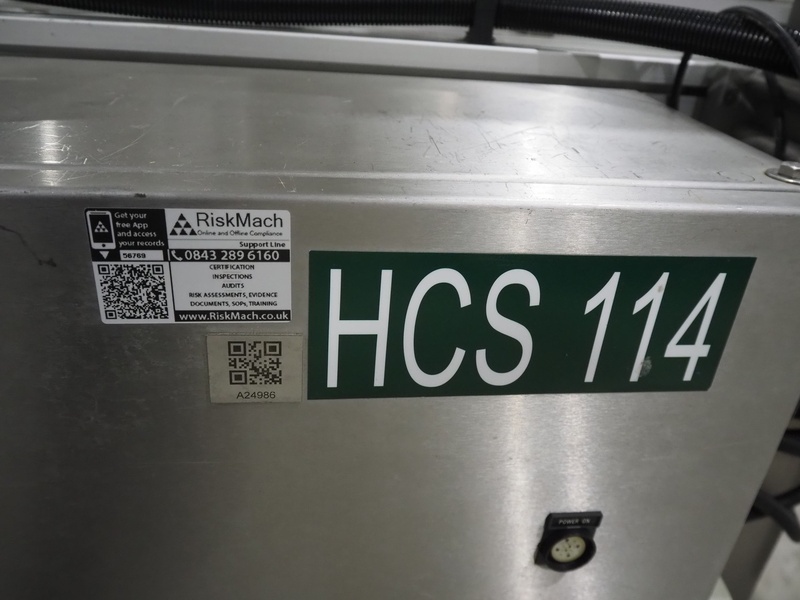 Get your
free App
and access
your records
56769
RiskMach
Online and Offline Compliance
Support Line
0843 289 6160
CERTIFICATION
INSPECTIONS
AUDITS
RISK ASSESSMENTS, EVIDENCE
DOCUMENTS, SOPs, TRAINING
www.RiskMach.co.uk
A24986
HCS 114
POWER ON